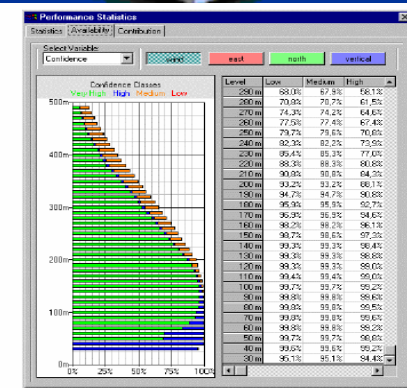 Performance Statistics
Statistics Availability Contribution
Select Variable:
Confidence wind east north vertical
Confidence Classes
Very High High Medium Low
500m
400m
300m
200m
100m
0m
0% 25% 50% 75% 100%
Level Low Medium High
290 m 68,0% 67,9% 58,1%
280 m 70,8% 70,7% 61,5%
270 m 74,3% 74,2% 64,6%
260 m 77,5% 77,4% 67,4%
250 m 79,7% 79,6% 70,8%
240 m 82,3% 82,2% 73,9%
230 m 85,4% 85,3% 77,0%
220 m 88,3% 88,3% 80,8%
210 m 90,8% 90,8% 84,3%
200 m 93,2% 93,2% 88,1%
190 m 94,7% 94,7% 90,8%
180 m 95,9% 95,9% 92,7%
170 m 96,9% 96,9% 94,6%
160 m 98,2% 98,2% 96,1%
150 m 98,7% 98,6% 97,3%
140 m 99,3% 99,3% 98,4%
130 m 99,3% 99,3% 98,8%
120 m 99,3% 99,3% 99,0%
110 m 99,4% 99,4% 99,0%
100 m 99,7% 99,7% 99,2%
90 m 99,8% 99,8% 99,6%
80 m 99,8% 99,8% 99,5%
70 m 99,8% 99,8% 99,6%
60 m 99,8% 99,8% 99,2%
50 m 99,7% 99,7% 98,8%
40 m 99,6% 99,6% 99,2%
30 m 95,1% 95,1% 94,4%